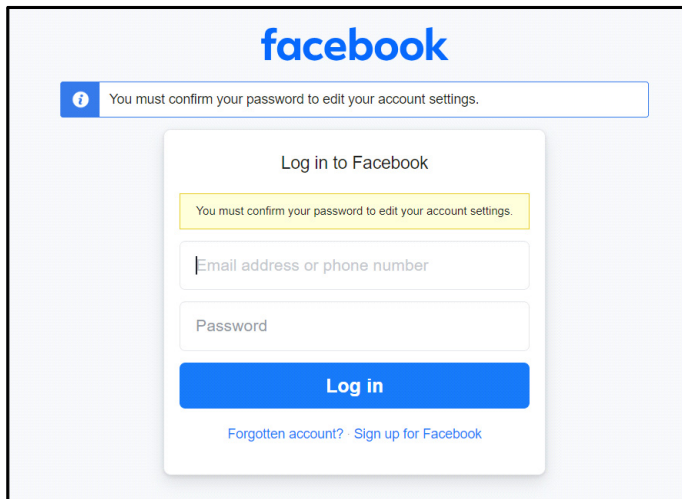 facebook
You must confirm your password to edit your account settings.
Log in to Facebook
You must confirm your password to edit your account settings.
Email address or phone number
Password
Log in
Forgotten account? · Sign up for Facebook